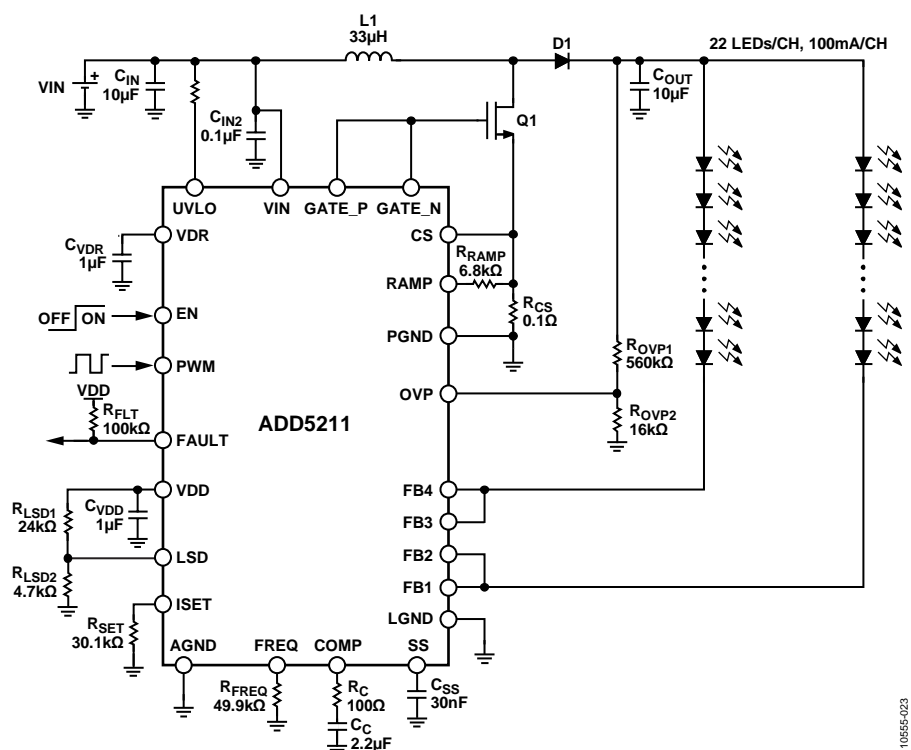 L1
33µH
D1
22 LEDs/CH, 100mA/CH
VIN
+
CIN
10µF
CIN2
0.1µF
Q1
COUT
10µF
UVLO
VIN
GATE_P
GATE_N
CVDR
1µF
VDR
CS
RRAMP
6.8kΩ
RAMP
RCS
0.1Ω
OFF
ON
EN
PGND
ROVP1
560kΩ
PWM
VDD
RFLT
100kΩ
OVP
ROVP2
16kΩ
FAULT
ADD5211
VDD
FB4
RLSD1
24kΩ
CVDD
1µF
FB3
LSD
FB2
RLSD2
4.7kΩ
FB1
ISET
RSET
30.1kΩ
LGND
AGND
FREQ
COMP
SS
RFREQ
49.9kΩ
RC
100Ω
CSS
30nF
CC
2.2µF
10555-023